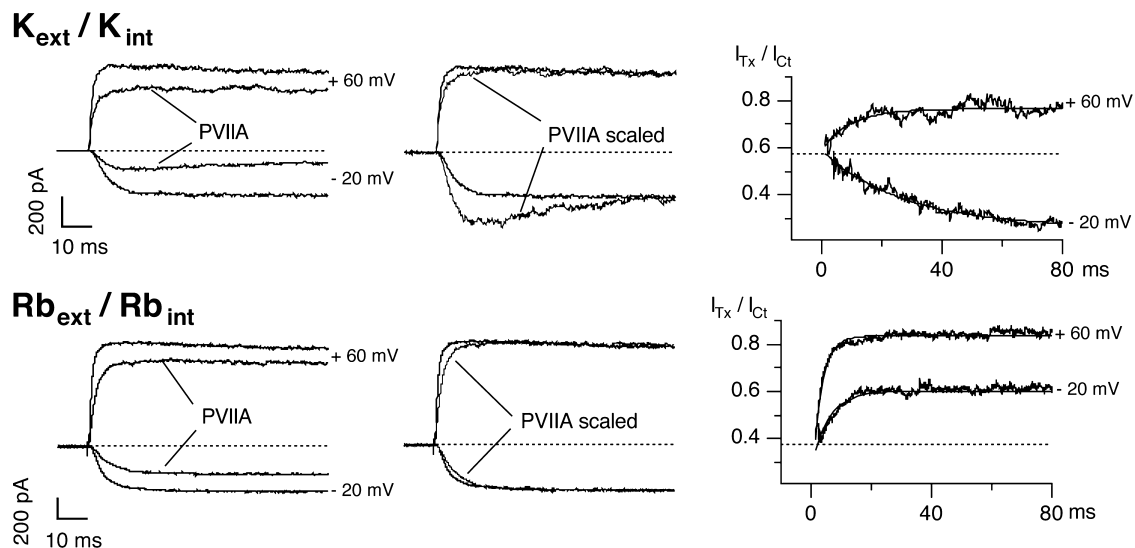 Kext / Kint
+ 60 mV
PVIIA
- 20 mV
200 pA
10 ms
PVIIA scaled
ITx / ICt
0.8
0.6
0.4
+ 60 mV
- 20 mV
0 40 80 ms
Rbext / Rbint
+ 60 mV
PVIIA
- 20 mV
200 pA
10 ms
PVIIA scaled
ITx / ICt
0.8
0.6
0.4
+ 60 mV
- 20 mV
0 40 80 ms